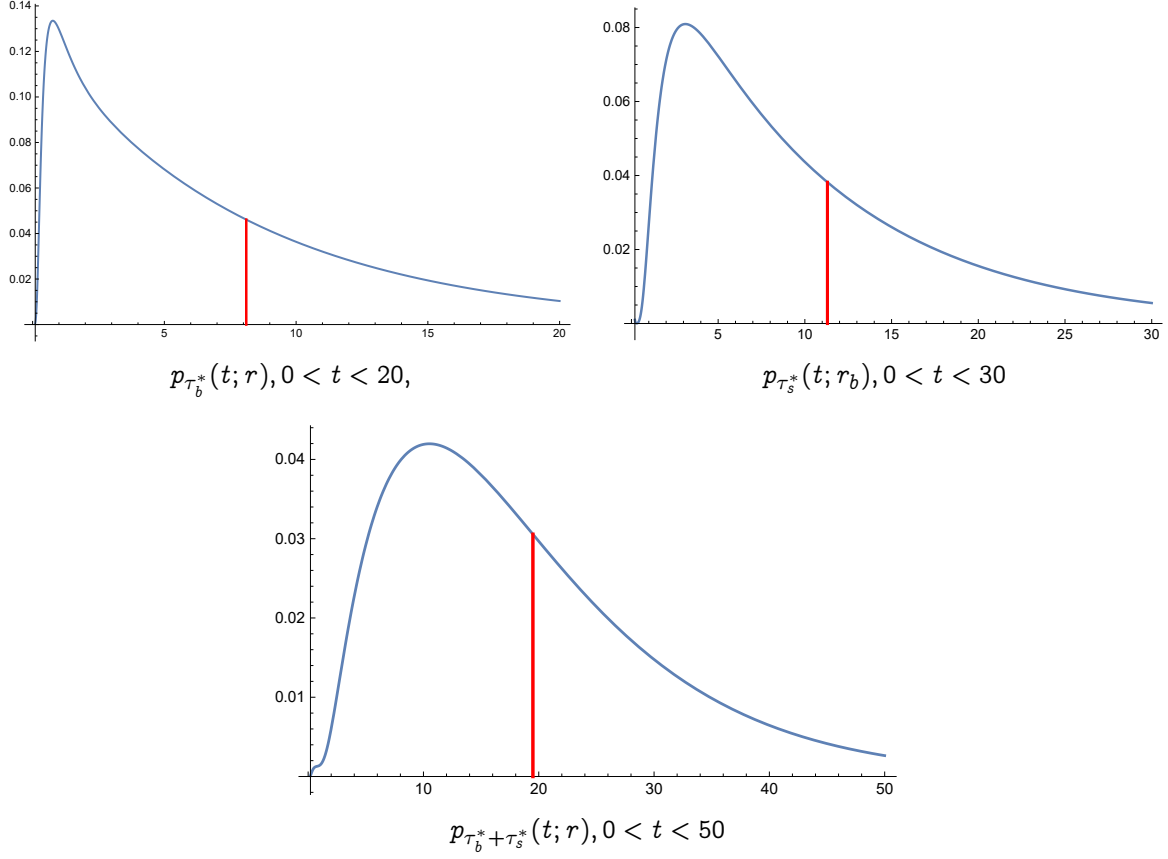 0.14
0.12
0.10
0.08
0.06
0.04
0.02
5 10 15 20
p_{τ_b^*}(t; r), 0 < t < 20,
0.08
0.06
0.04
0.02
5 10 15 20 25 30
p_{τ_s^*}(t; r_b), 0 < t < 30
0.04
0.03
0.02
0.01
10 20 30 40 50
p_{τ_b^*+τ_s^*}(t; r), 0 < t < 50